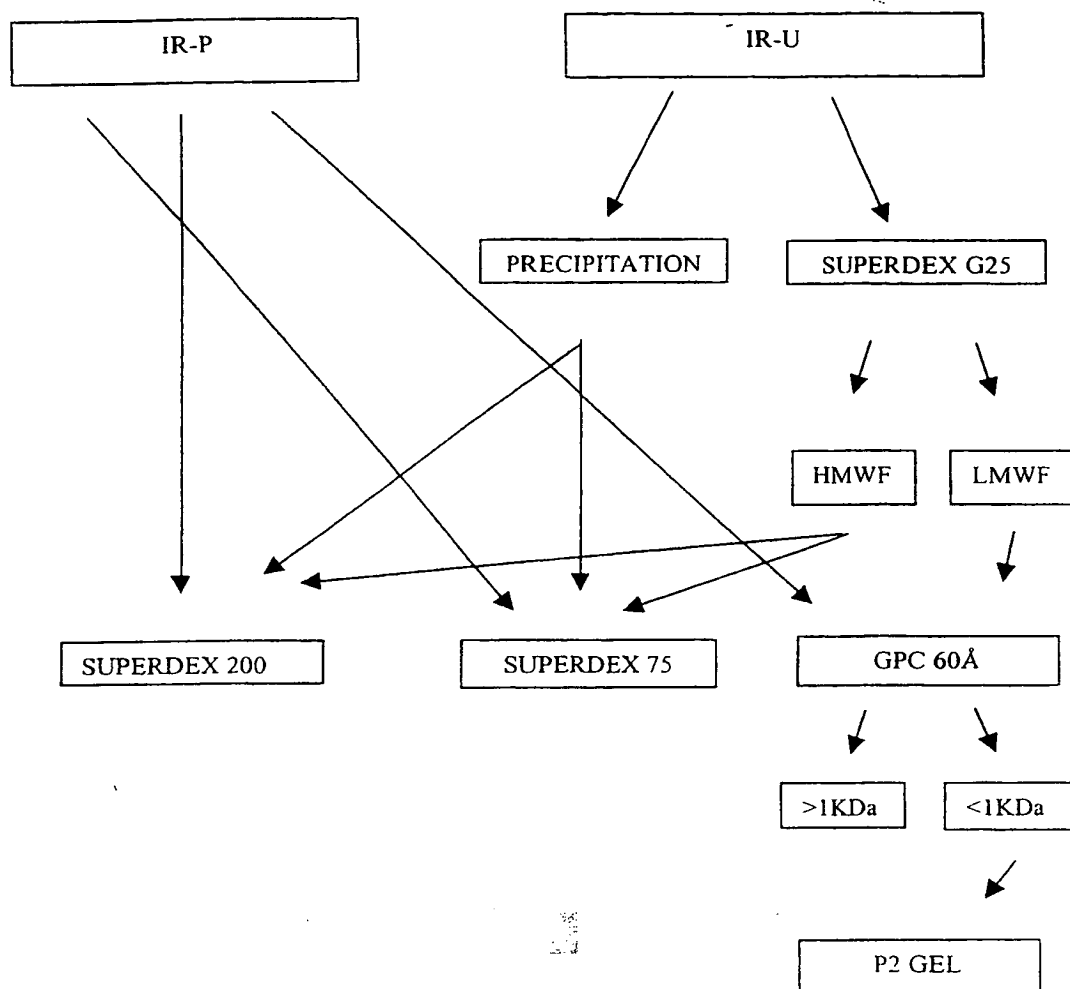 IR-P
IR-U
PRECIPITATION
SUPERDEX G25
HMWF
LMWF
SUPERDEX 200
SUPERDEX 75
GPC 60Å
>1KDa
<1KDa
P2 GEL